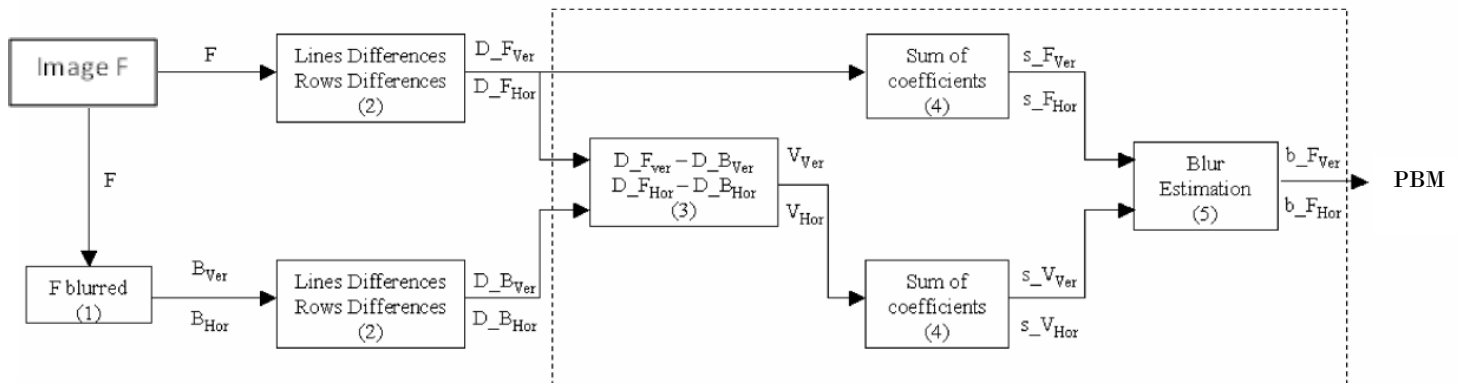 Image F
F
Lines Differences
Rows Differences
(2)
D_F_Ver
D_F_Hor
Sum of
coefficients
(4)
s_F_Ver
s_F_Hor
F
D_F_ver – D_B_Ver
D_F_Hor – D_B_Hor
(3)
V_Ver
V_Hor
Blur
Estimation
(5)
b_F_Ver
b_F_Hor
PBM
F blurred
(1)
B_Ver
B_Hor
Lines Differences
Rows Differences
(2)
D_B_Ver
D_B_Hor
Sum of
coefficients
(4)
s_V_Ver
s_V_Hor